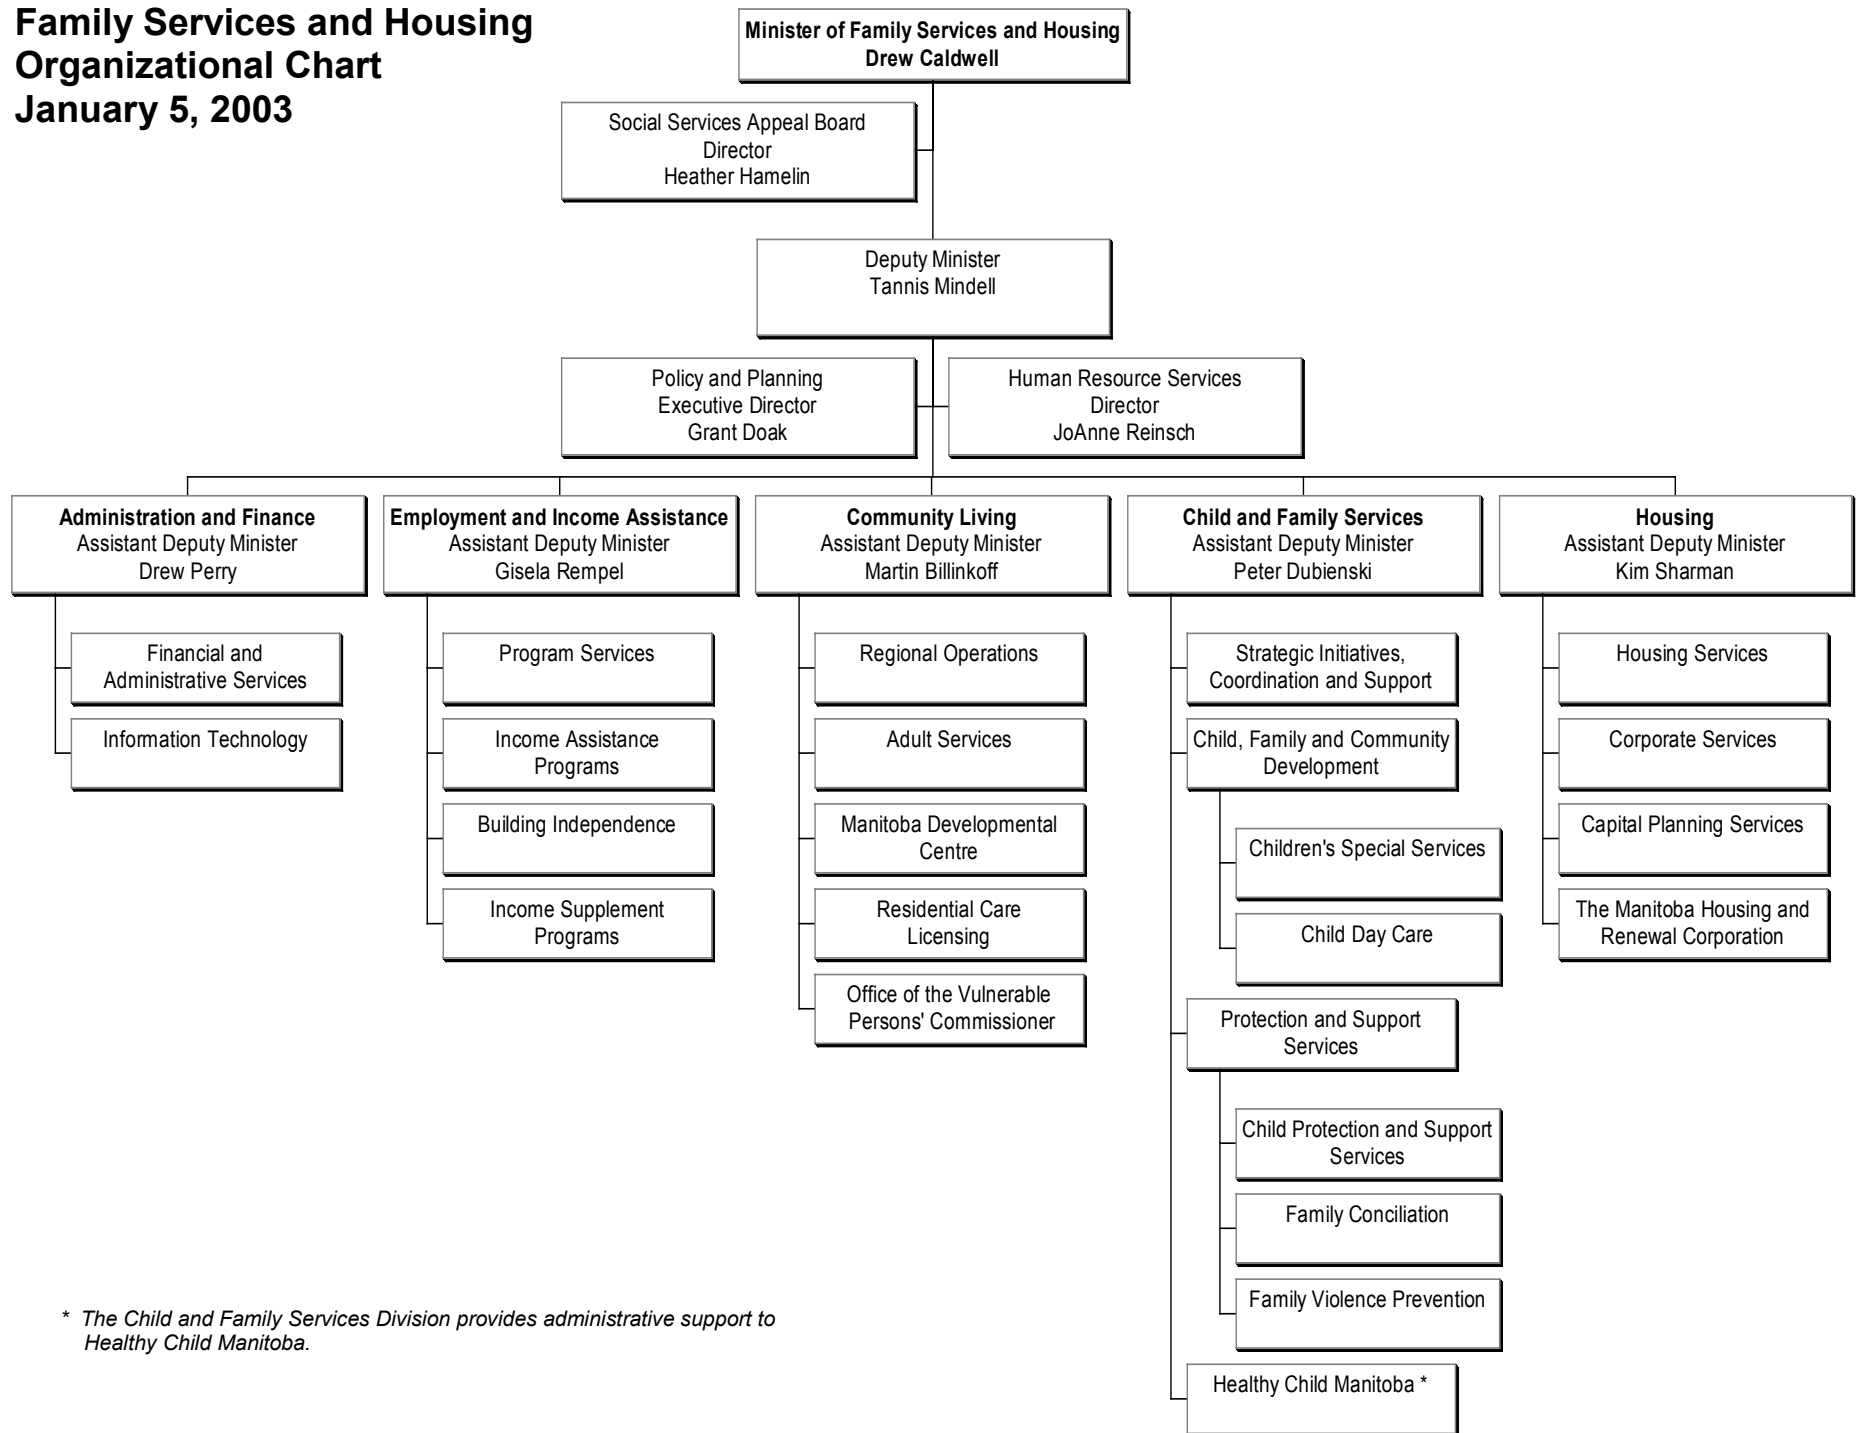 Family Services and Housing
Organizational Chart
January 5, 2003
Minister of Family Services and Housing
Drew Caldwell
Social Services Appeal Board
Director
Heather Hamelin
Deputy Minister
Tannis Mindell
Policy and Planning
Executive Director
Grant Doak
Human Resource Services
Director
JoAnne Reinsch
Administration and Finance
Assistant Deputy Minister
Drew Perry
Financial and
Administrative Services
Information Technology
Employment and Income Assistance
Assistant Deputy Minister
Gisela Rempel
Program Services
Income Assistance
Programs
Building Independence
Income Supplement
Programs
Community Living
Assistant Deputy Minister
Martin Billinkoff
Regional Operations
Adult Services
Manitoba Developmental
Centre
Residential Care
Licensing
Office of the Vulnerable
Persons' Commissioner
Child and Family Services
Assistant Deputy Minister
Peter Dubienski
Strategic Initiatives,
Coordination and Support
Child, Family and Community
Development
Children's Special Services
Child Day Care
Protection and Support
Services
Child Protection and Support
Services
Family Conciliation
Family Violence Prevention
Healthy Child Manitoba *
Housing
Assistant Deputy Minister
Kim Sharman
Housing Services
Corporate Services
Capital Planning Services
The Manitoba Housing and
Renewal Corporation
* The Child and Family Services Division provides administrative support to
Healthy Child Manitoba.